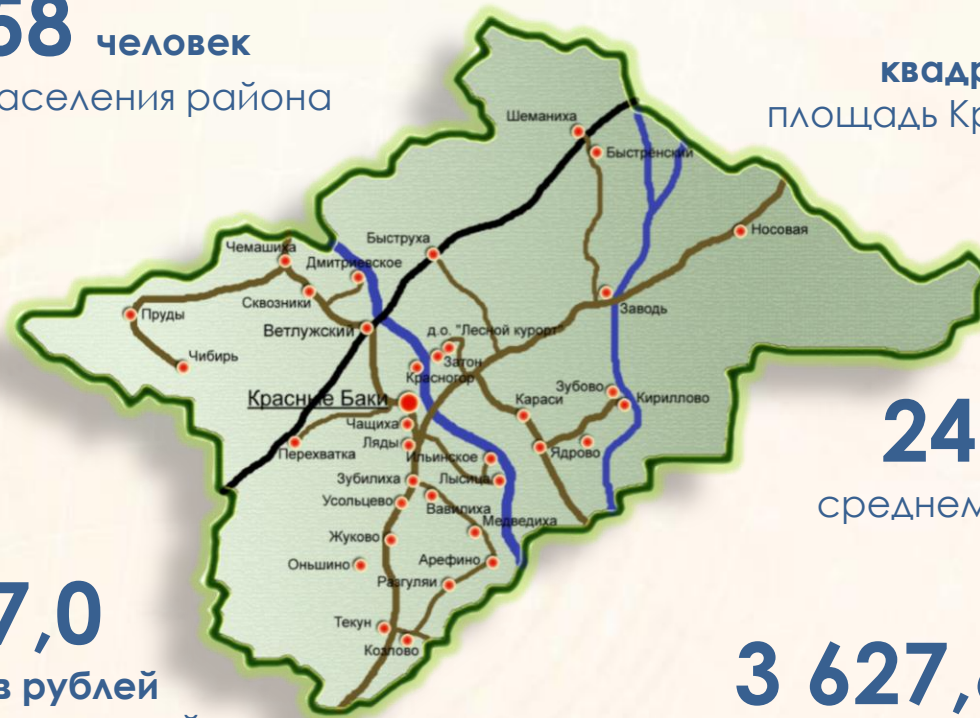 58 человек
аселения района
квадр
площадь Кр
Шеманиха
Быстренский
Носовая
Быструха
Чемашиха
Дмитриевское
Сквозники
Заводь
Пруды
Ветлужский
д.о. "Лесной курорт"
Чибирь
Затон
Красногор
Зубово
Кириллово
Красные Баки
Караси
Чащиха
Ляды
Перехватка
Ильинское
Ядрово
Зубилиха
Лысица
Усольцево
Вавилиха
Медведиха
Жуково
Оньшино
Арефино
Разгуляи
Текун
Козлово
24
среднем
7,0
в рублей
3 627,